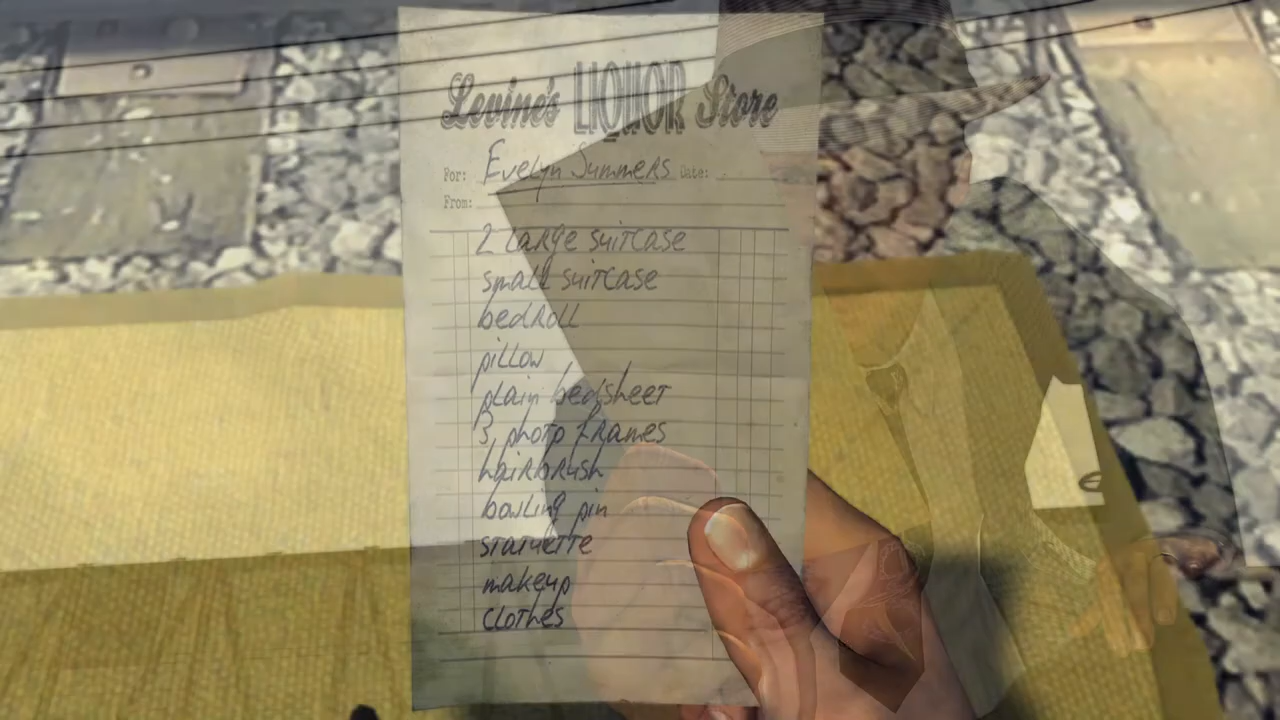 Levine's LIQUOR Store
For: Evelyn Summers Date:
From:
2 large suitcase
small suitcase
bedroll
pillow
plain bedsheet
3 photo frames
hairbrush
bowling pin
statuette
makeup
clothes